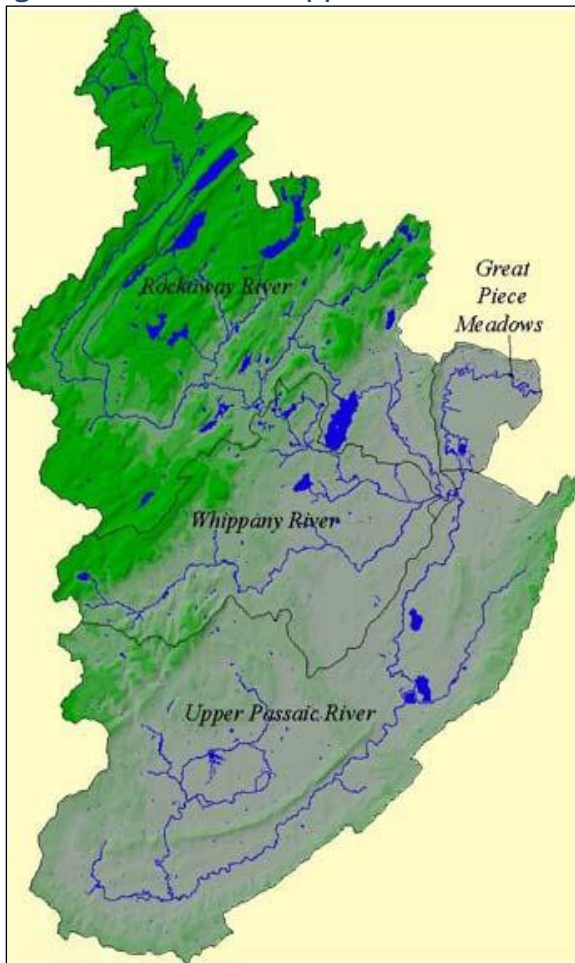 Rockaway River
Great
Piece
Meadows
Whippany River
Upper Passaic River